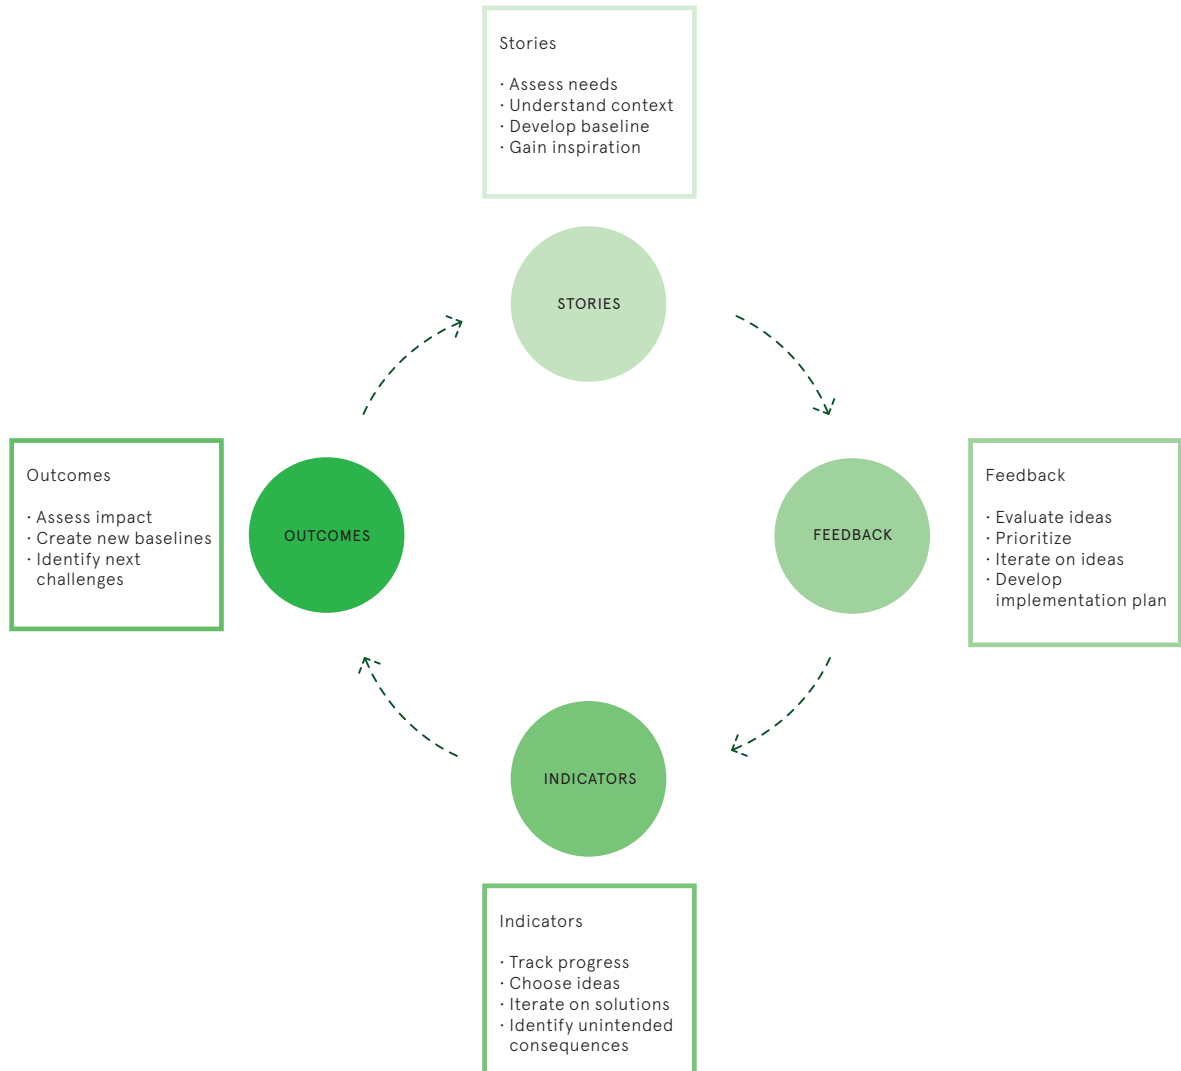 Stories
· Assess needs
· Understand context
· Develop baseline
· Gain inspiration
STORIES
Outcomes
· Assess impact
· Create new baselines
· Identify next
challenges
OUTCOMES
FEEDBACK
Feedback
· Evaluate ideas
· Prioritize
· Iterate on ideas
· Develop
implementation plan
INDICATORS
Indicators
· Track progress
· Choose ideas
· Iterate on solutions
· Identify unintended
consequences